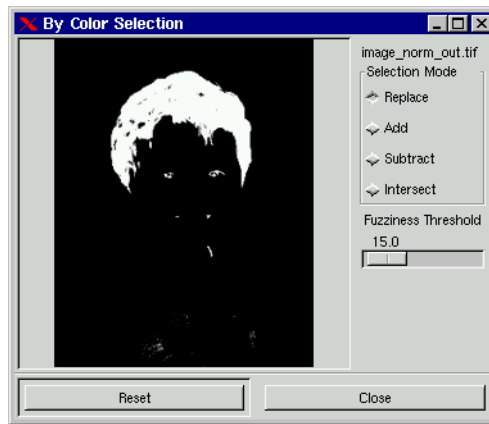 By Color Selection
image_norm_out.tif
Selection Mode
Replace
Add
Subtract
Intersect
Fuzziness Threshold
15.0
Reset
Close